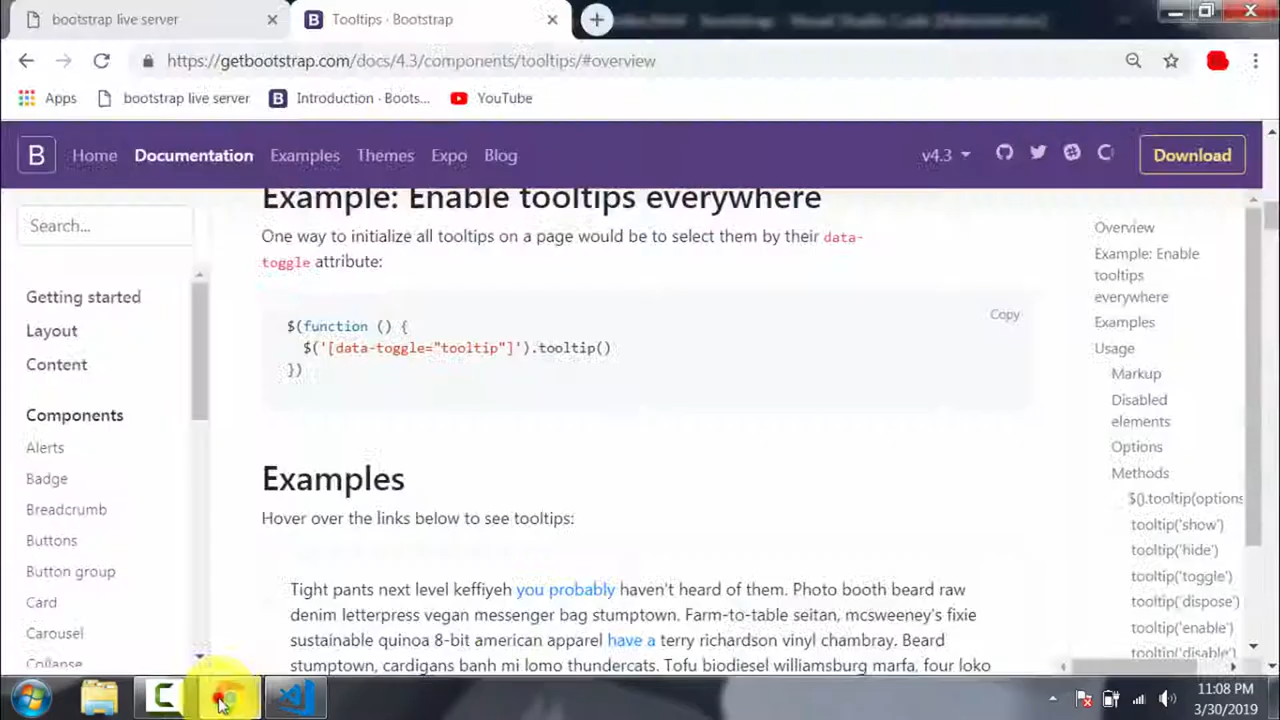 bootstrap live server
Tooltips · Bootstrap
https://getbootstrap.com/docs/4.3/components/tooltips/#overview
Apps
bootstrap live server
Introduction · Boots...
YouTube
Home
Documentation
Examples
Themes
Expo
Blog
v4.3
Download
Search...
Getting started
Layout
Content
Components
Alerts
Badge
Breadcrumb
Buttons
Button group
Card
Carousel
Collapse
Example: Enable tooltips everywhere
One way to initialize all tooltips on a page would be to select them by their data-
toggle attribute:
Copy
$(function () {
$('[data-toggle="tooltip"]').tooltip()
})
Examples
Hover over the links below to see tooltips:
Tight pants next level keffiyeh you probably haven't heard of them. Photo booth beard raw
denim letterpress vegan messenger bag stumptown. Farm-to-table seitan, mcsweeney's fixie
sustainable quinoa 8-bit american apparel have a terry richardson vinyl chambray. Beard
stumptown, cardigans banh mi lomo thundercats. Tofu biodiesel williamsburg marfa, four loko
Overview
Example: Enable
tooltips
everywhere
Examples
Usage
Markup
Disabled
elements
Options
Methods
$().tooltip(options
tooltip('show')
tooltip('hide')
tooltip('toggle')
tooltip('dispose')
tooltip('enable')
tooltip('disable')
11:08 PM
3/30/2019